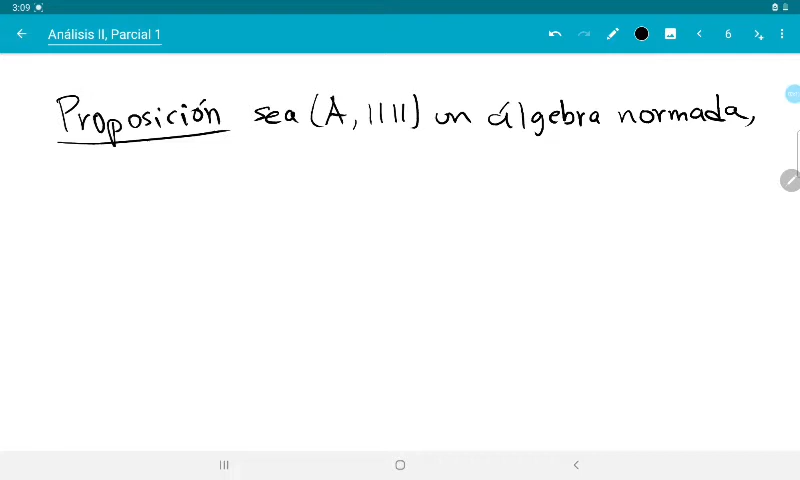 3:09
Análisis II, Parcial 1
6
Proposición sea (A, ||||) un álgebra normada,